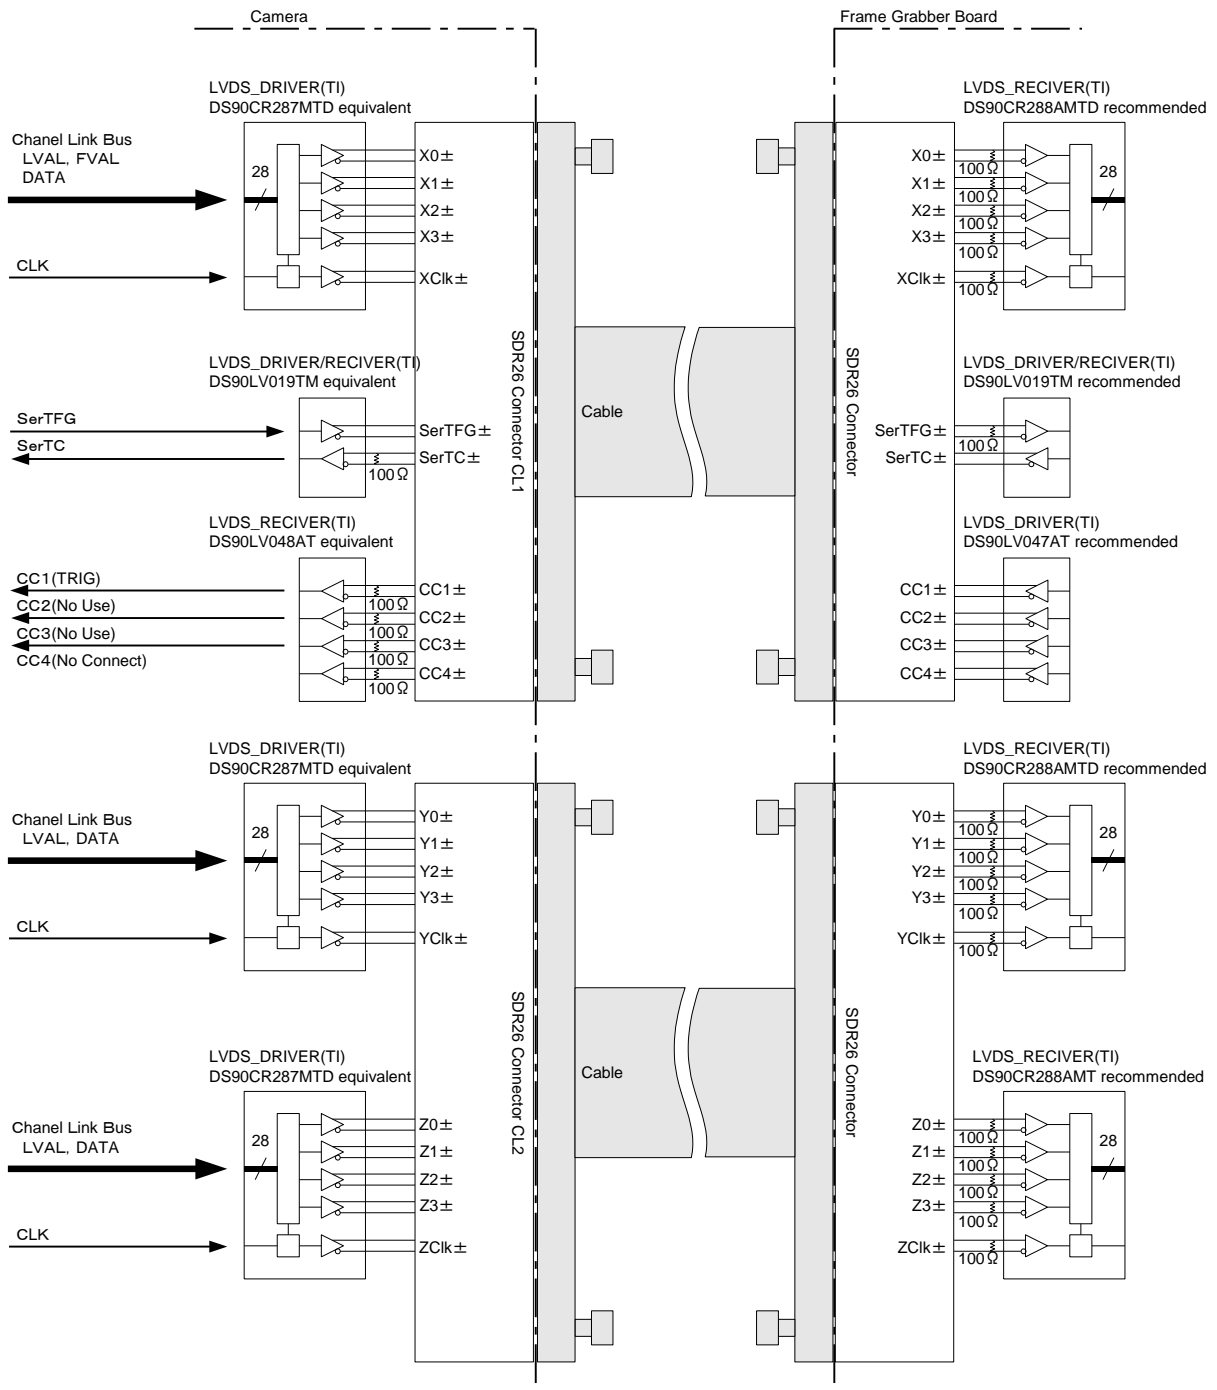 Camera
Frame Grabber Board
LVDS_DRIVER(TI)
DS90CR287MTD equivalent
LVDS_RECIVER(TI)
DS90CR288AMTD recommended
Chanel Link Bus
LVAL, FVAL
DATA
28
X0±
X1±
X2±
X3±
CLK
XClk±
X0±
100Ω
X1±
100Ω
X2±
100Ω
X3±
100Ω
XClk±
100Ω
28
SDR26 Connector CL1
SDR26 Connector
Cable
LVDS_DRIVER/RECIVER(TI)
DS90LV019TM equivalent
LVDS_DRIVER/RECIVER(TI)
DS90LV019TM recommended
SerTFG
SerTC
SerTFG±
SerTC±
100Ω
SerTFG±
100Ω
SerTC±
LVDS_RECIVER(TI)
DS90LV048AT equivalent
LVDS_DRIVER(TI)
DS90LV047AT recommended
CC1(TRIG)
CC2(No Use)
CC3(No Use)
CC4(No Connect)
CC1±
100Ω
CC2±
100Ω
CC3±
100Ω
CC4±
100Ω
CC1±
CC2±
CC3±
CC4±
LVDS_DRIVER(TI)
DS90CR287MTD equivalent
LVDS_RECIVER(TI)
DS90CR288AMTD recommended
Chanel Link Bus
LVAL, DATA
28
Y0±
Y1±
Y2±
Y3±
CLK
YClk±
Y0±
100Ω
Y1±
100Ω
Y2±
100Ω
Y3±
100Ω
YClk±
100Ω
28
SDR26 Connector CL2
SDR26 Connector
Cable
LVDS_DRIVER(TI)
DS90CR287MTD equivalent
LVDS_RECIVER(TI)
DS90CR288AMT recommended
Chanel Link Bus
LVAL, DATA
28
Z0±
Z1±
Z2±
Z3±
CLK
ZClk±
Z0±
100Ω
Z1±
100Ω
Z2±
100Ω
Z3±
100Ω
ZClk±
100Ω
28